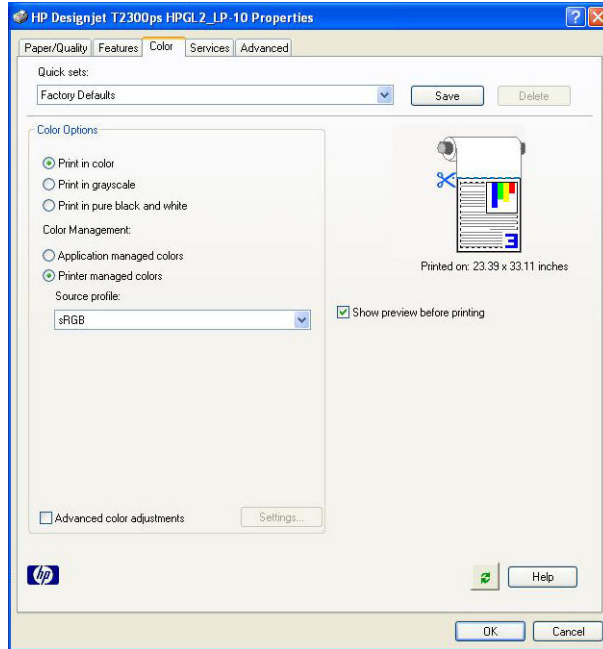 HP Designjet T2300ps HPGL2_LP-10 Properties
Paper/Quality Features Color Services Advanced
Quick sets:
Factory Defaults
Save
Delete
Color Options
Print in color
Print in grayscale
Print in pure black and white
Color Management:
Application managed colors
Printer managed colors
Source profile:
sRGB
3
Printed on: 23.39 x 33.11 inches
Show preview before printing
Advanced color adjustments
Settings...
hp
Help
OK
Cancel